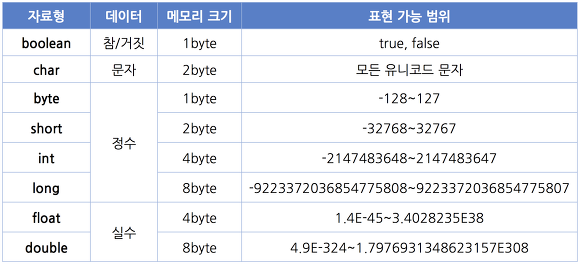 자료형 데이터 메모리 크기 표현 가능 범위
boolean 참/거짓 1byte true, false
char 문자 2byte 모든 유니코드 문자
byte 정수 1byte -128~127
short 2byte -32768~32767
int 4byte -2147483648~2147483647
long 8byte -9223372036854775808~9223372036854775807
float 실수 4byte 1.4E-45~3.4028235E38
double 8byte 4.9E-324~1.7976931348623157E308